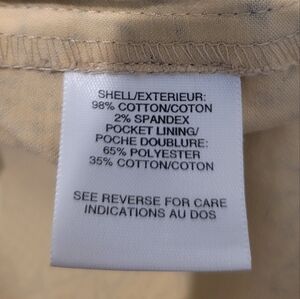 SHELL/EXTERIEUR:
98% COTTON/COTON
2% SPANDEX
POCKET LINING/
POCHE DOUBLURE:
65% POLYESTER
35% COTTON/COTON
SEE REVERSE FOR CARE
INDICATIONS AU DOS